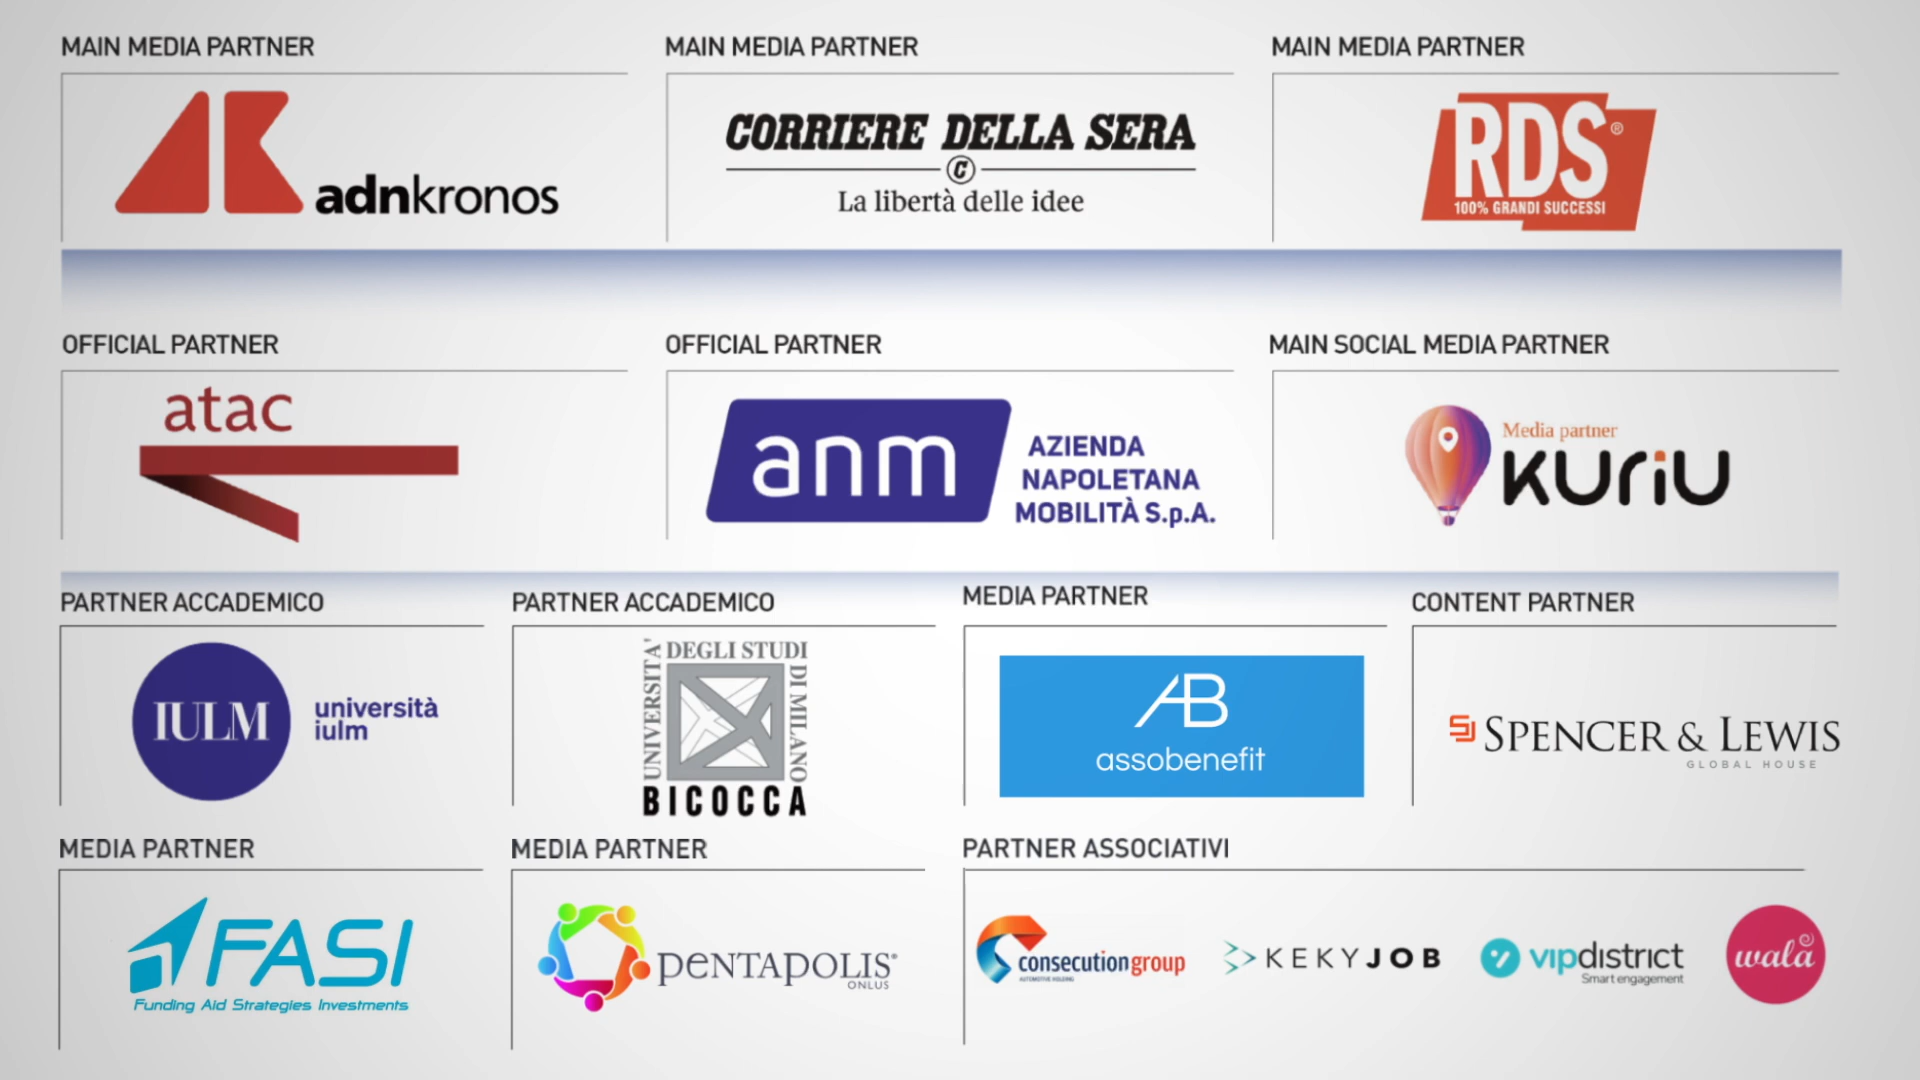 MAIN MEDIA PARTNER
adnkronos
MAIN MEDIA PARTNER
CORRIERE DELLA SERA
C
La libertà delle idee
MAIN MEDIA PARTNER
RDS®
100% GRANDI SUCCESSI
OFFICIAL PARTNER
atac
OFFICIAL PARTNER
anm
AZIENDA
NAPOLETANA
MOBILITÀ S.p.A.
MAIN SOCIAL MEDIA PARTNER
Media partner
KUriU
PARTNER ACCADEMICO
IULM
università
iulm
PARTNER ACCADEMICO
UNIVERSITA'
DEGLI STUDI
DI MILANO
BICOCCA
MEDIA PARTNER
AB
assobenefit
CONTENT PARTNER
SPENCER & LEWIS
GLOBAL HOUSE
MEDIA PARTNER
FASI
Funding Aid Strategies Investments
MEDIA PARTNER
PENTAPOLIS®
ONLUS
PARTNER ASSOCIATIVI
consecutiongroup
AUTOMOTIVE HOLDING
KEKYJOB
vipdistrict
Smart engagement
wala